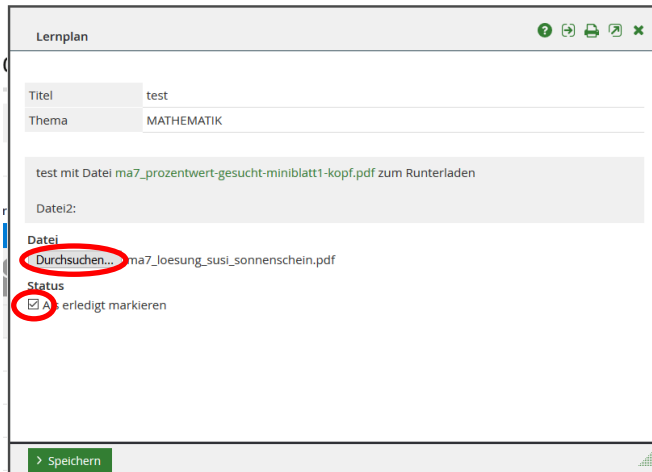 Lernplan
Titel test
Thema MATHEMATIK
test mit Datei ma7_prozentwert-gesucht-miniblatt1-kopf.pdf zum Runterladen
Datei2:
Datei
Durchsuchen... ma7_loesung_susi_sonnenschein.pdf
Status
Als erledigt markieren
> Speichern